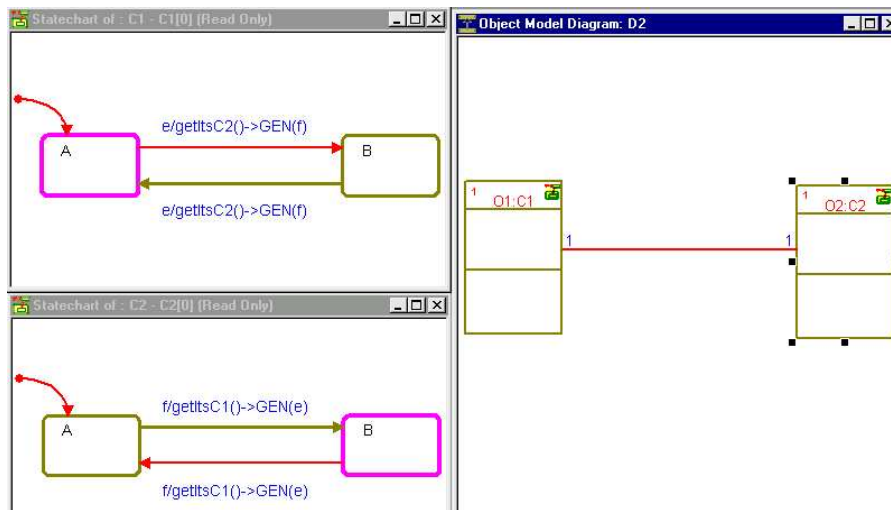 Statechart of : C1 - C1[0] (Read Only)
A
e/getItsC2()->GEN(f)
B
e/getItsC2()->GEN(f)
Statechart of : C2 - C2[0] (Read Only)
A
f/getItsC1()->GEN(e)
B
f/getItsC1()->GEN(e)
Object Model Diagram: D2
1
O1:C1
1
1
1
O2:C2